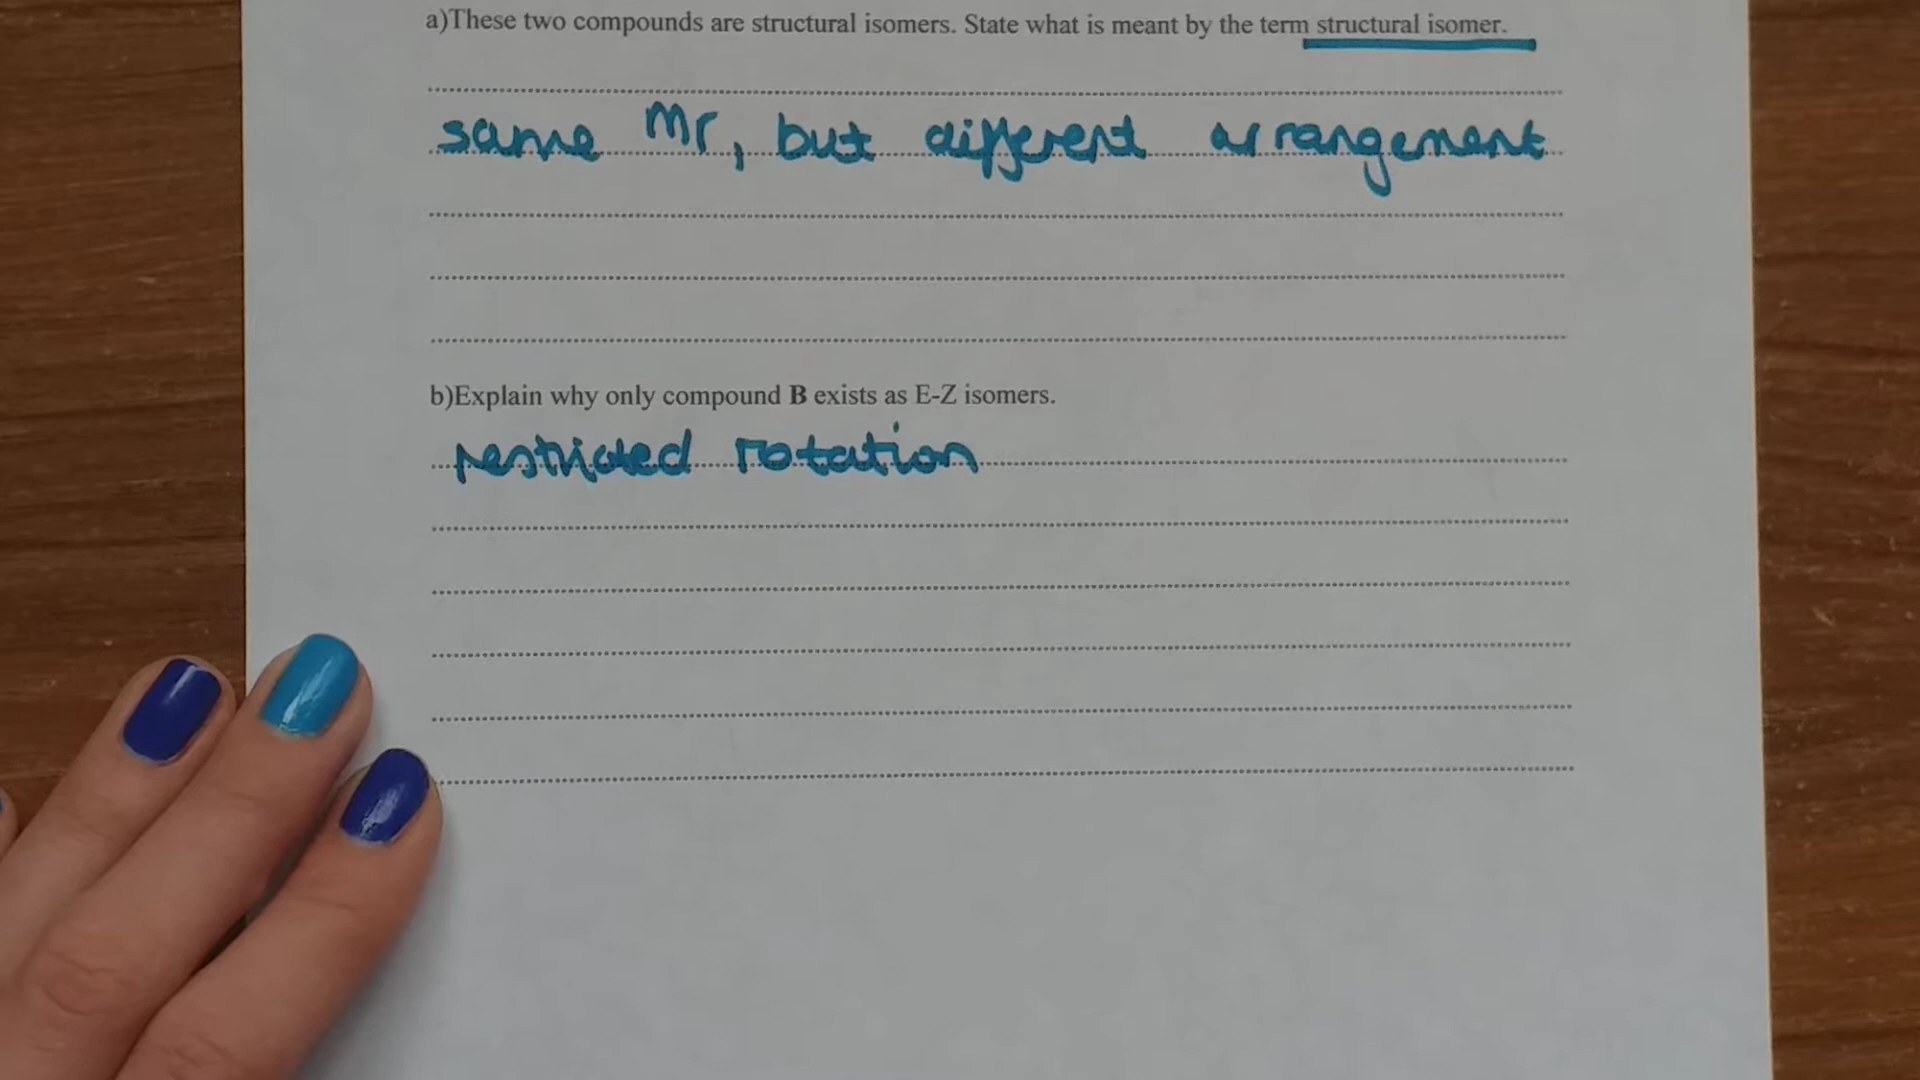 a)These two compounds are structural isomers. State what is meant by the term structural isomer.
same Mr, but different arrangement
b)Explain why only compound B exists as E-Z isomers.
restricted rotation